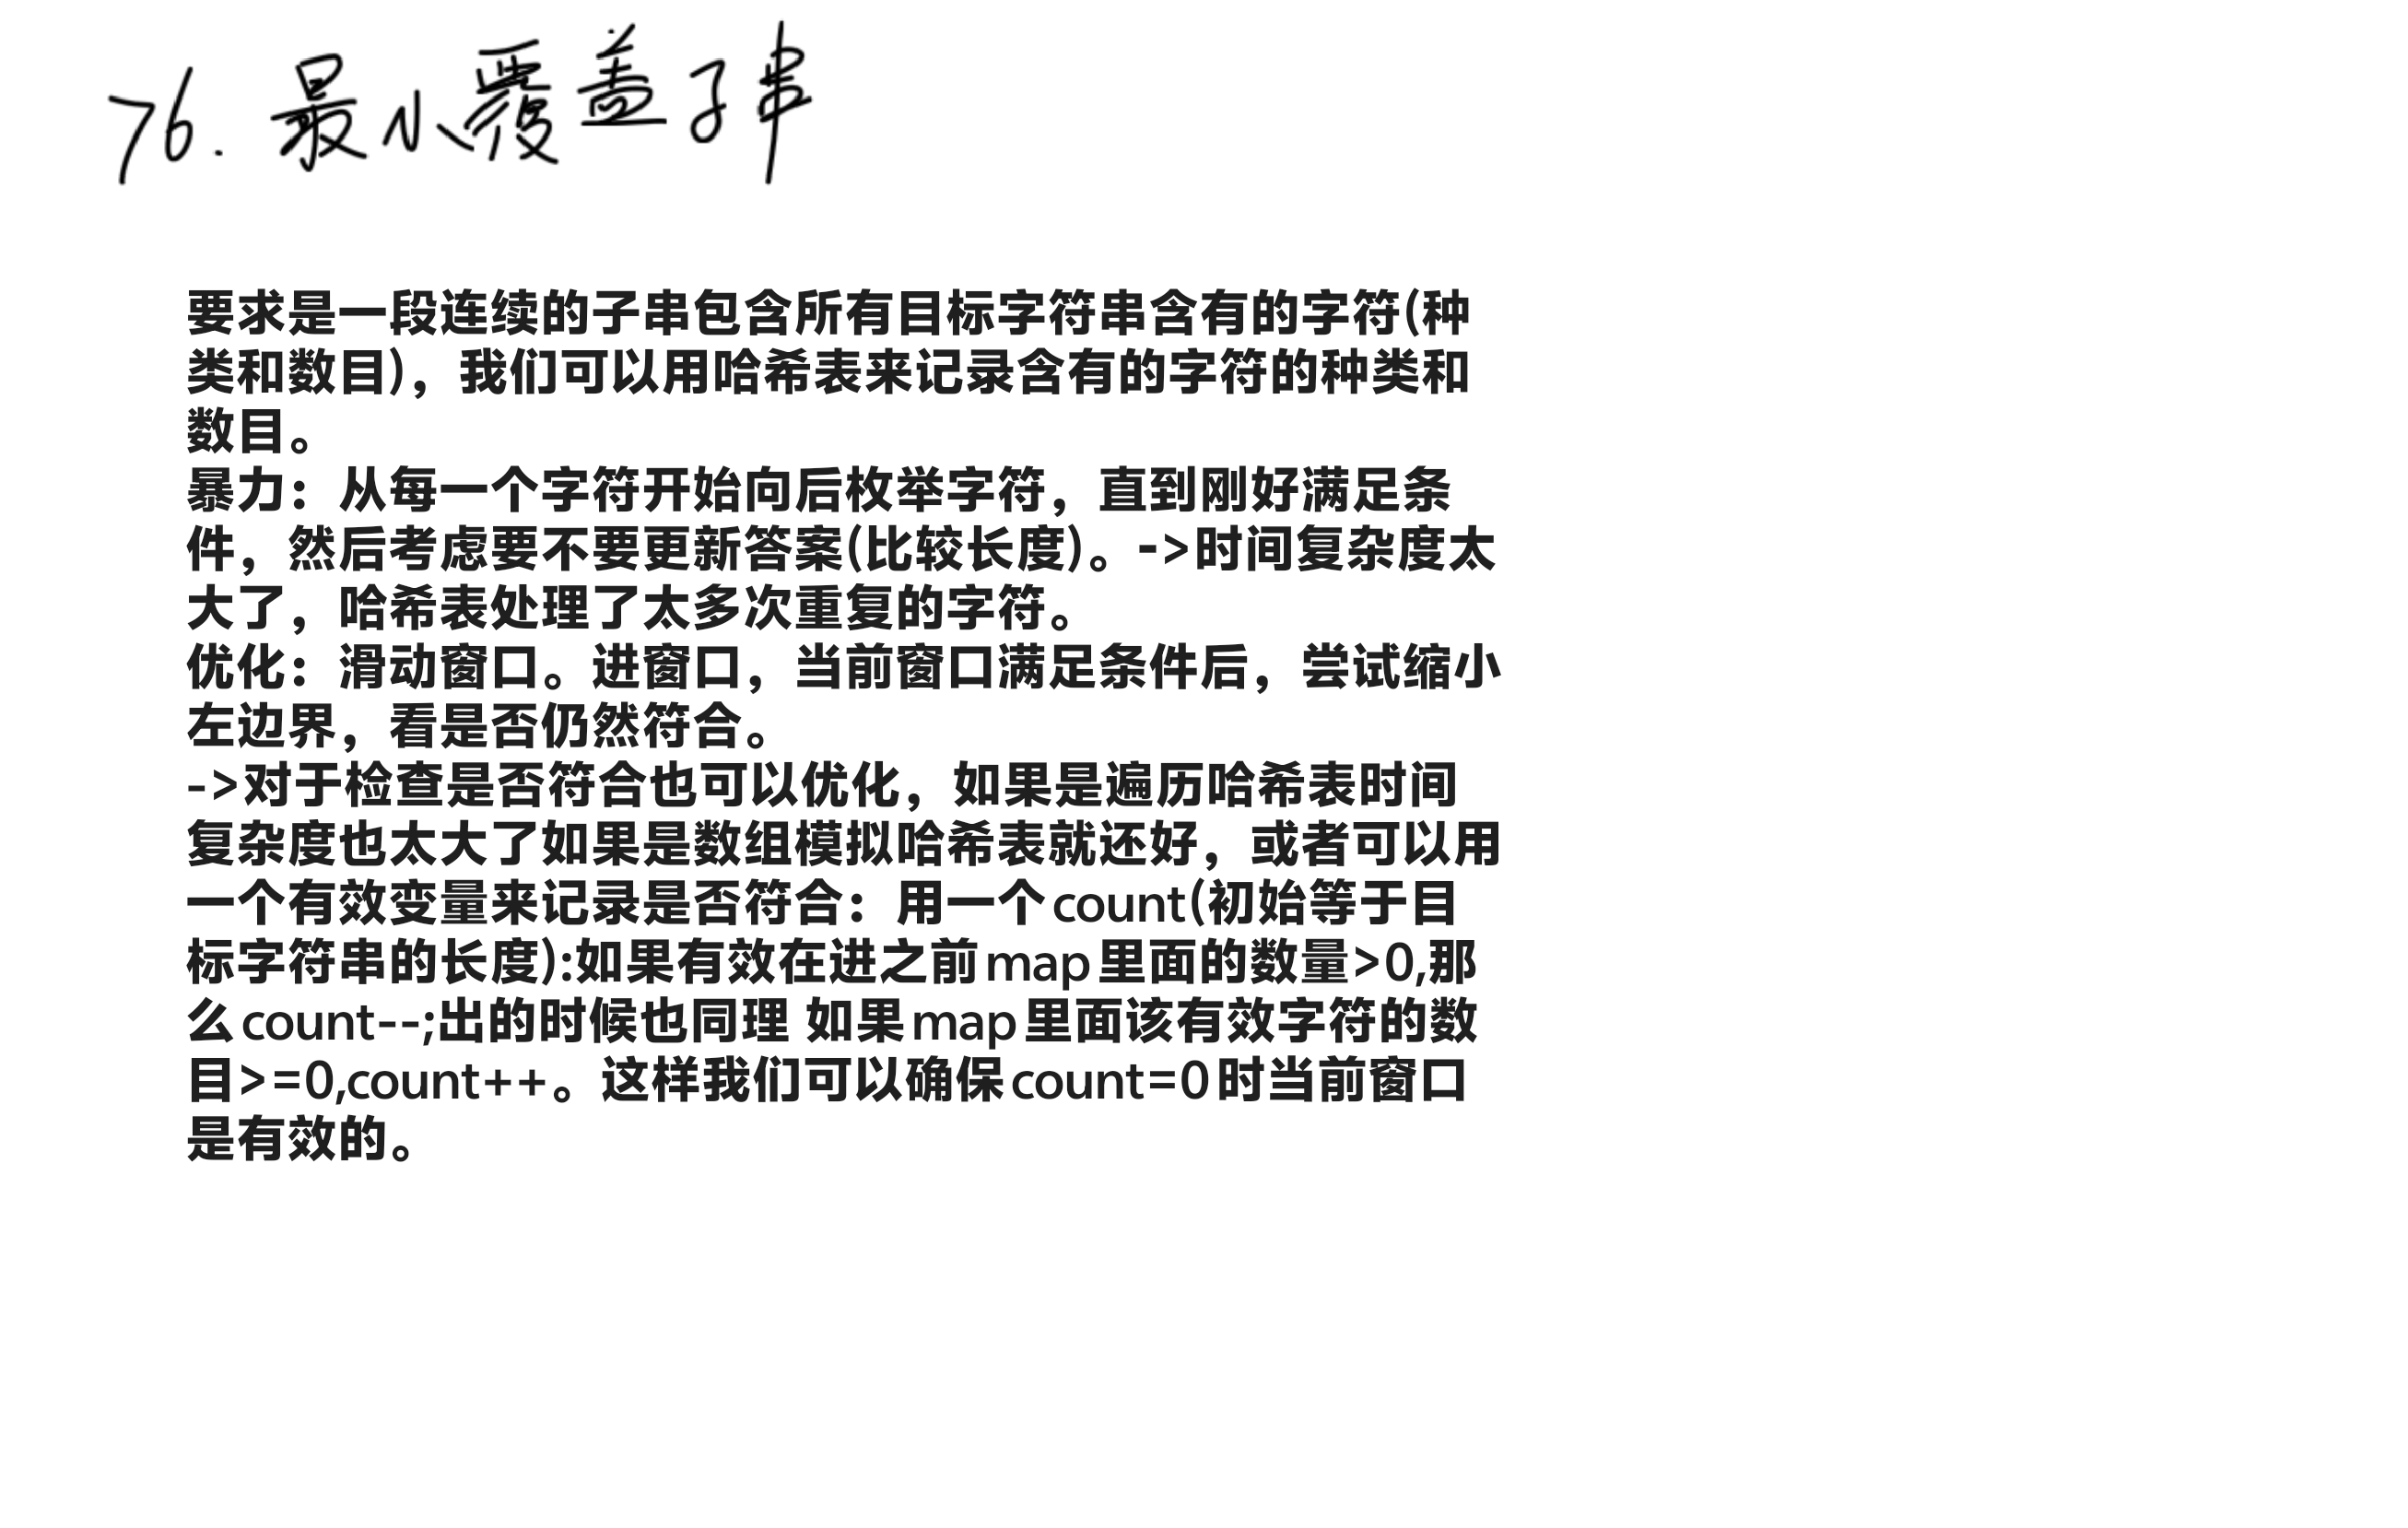 76. 最小覆盖子串
要求是一段连续的子串包含所有目标字符串含有的字符(种
类和数目)，我们可以用哈希表来记录含有的字符的种类和
数目。
暴力：从每一个字符开始向后枚举字符，直到刚好满足条
件，然后考虑要不要更新答案(比较长度)。->时间复杂度太
大了，哈希表处理了太多次重复的字符。
优化：滑动窗口。进窗口，当前窗口满足条件后，尝试缩小
左边界，看是否仍然符合。
->对于检查是否符合也可以优化，如果是遍历哈希表时间
复杂度也太大了如果是数组模拟哈希表就还好，或者可以用
一个有效变量来记录是否符合：用一个count(初始等于目
标字符串的长度):如果有效在进之前map里面的数量>0,那
么count--;出的时候也同理 如果map里面该有效字符的数
目>=0,count++。这样我们可以确保count=0时当前窗口
是有效的。